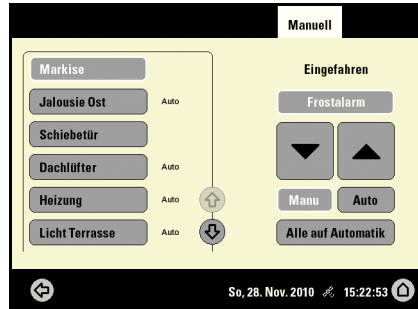 Manuell
Markise
Eingefahren
Jalousie Ost Auto
Frostalarm
Schiebetür
Dachlüfter Auto
Heizung Auto
Manu Auto
Licht Terrasse Auto
Alle auf Automatik
So, 28. Nov. 2010 15:22:53